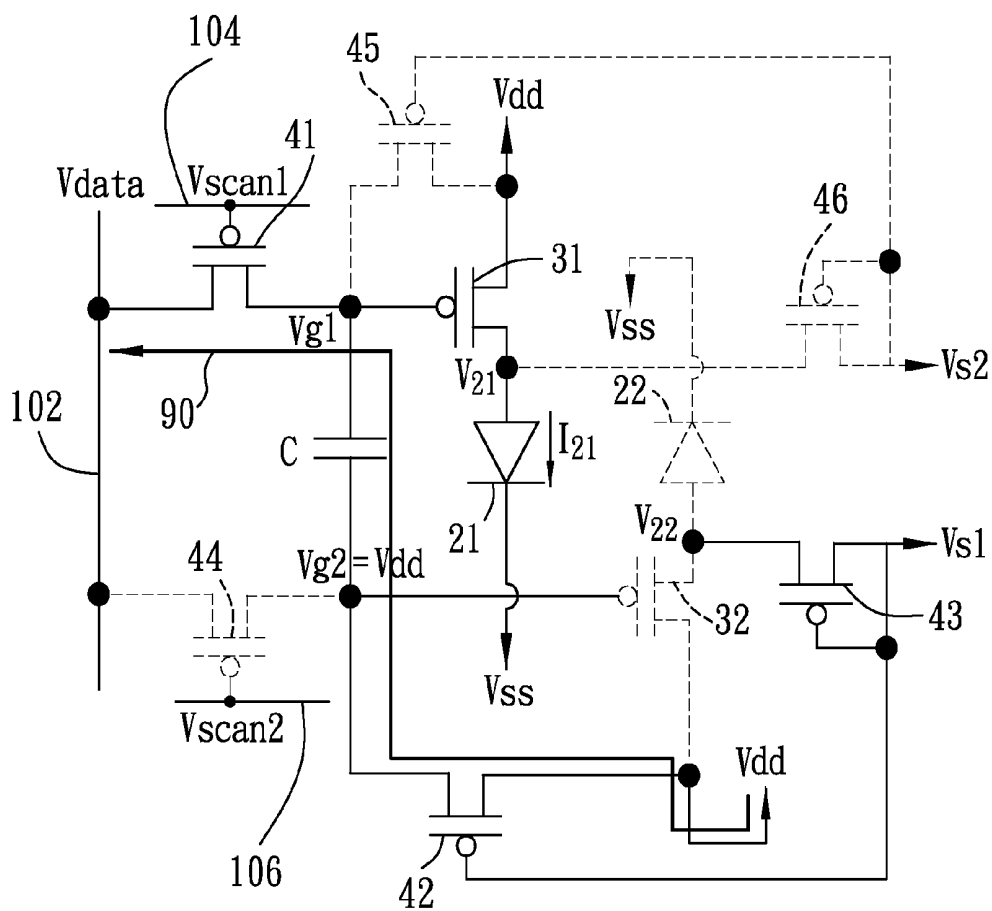 104
45
Vdd
41
Vdata
Vscan1
46
31
Vss
Vg1
V21
Vs2
102
90
22
C
I21
21
V22
Vs1
44
Vg2=Vdd
32
43
Vss
Vscan2
Vdd
106
42